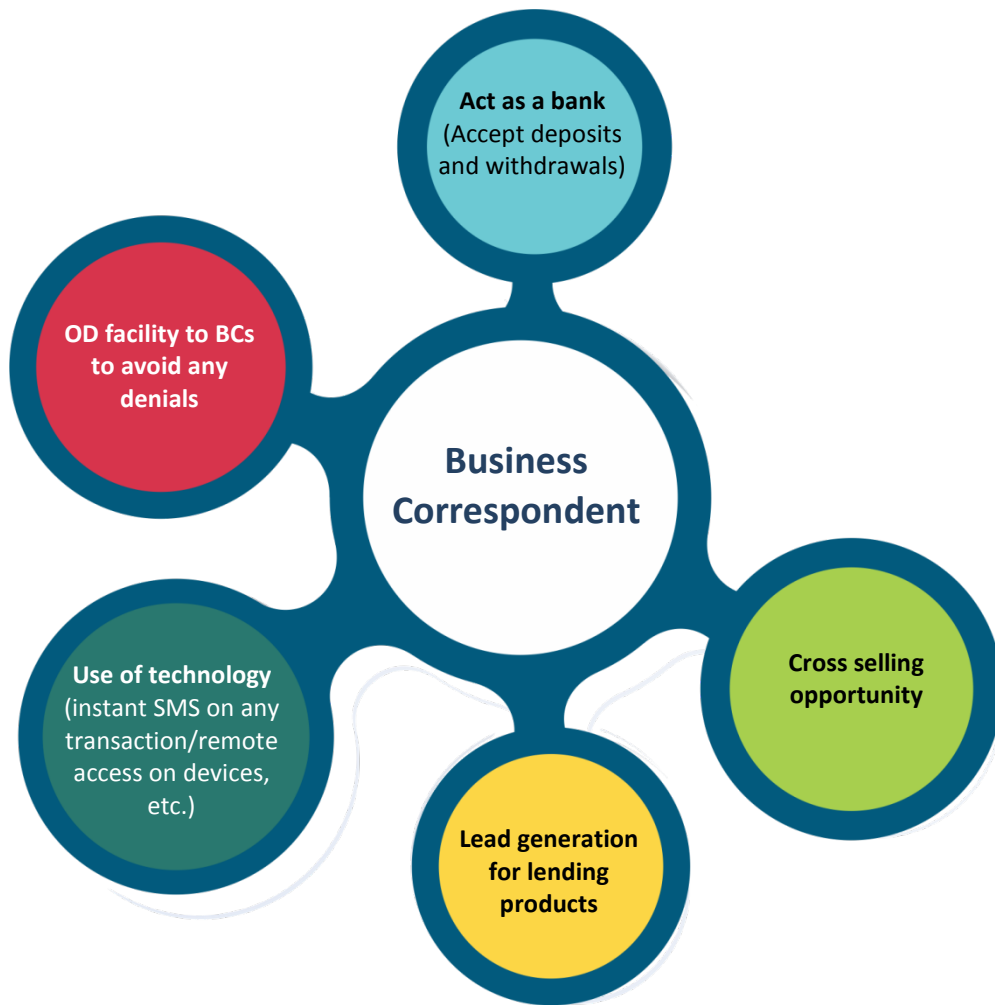 Act as a bank
(Accept deposits
and withdrawals)
OD facility to BCs
to avoid any
denials
Business
Correspondent
Use of technology
(instant SMS on any
transaction/remote
access on devices,
etc.)
Cross selling
opportunity
Lead generation
for lending
products